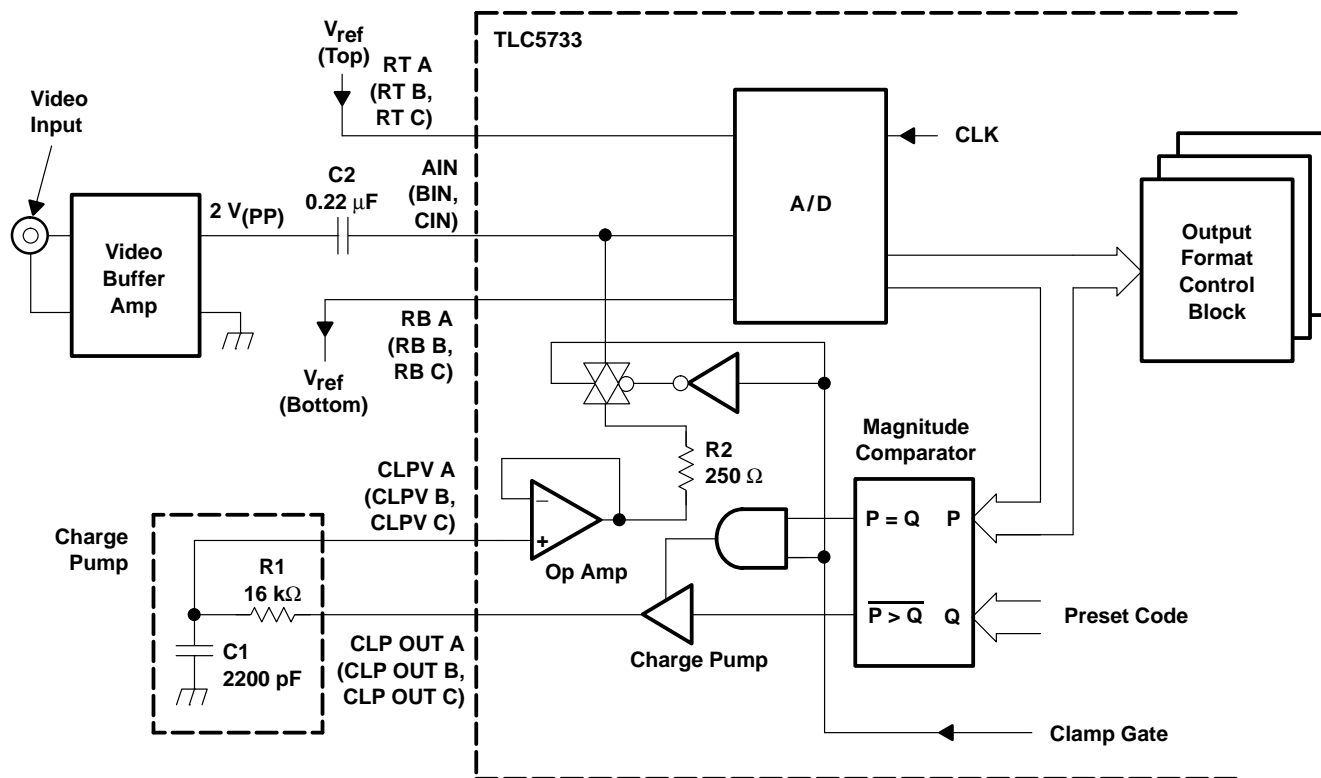 TLC5733
Vref
(Top)
RT A
(RT B,
RT C)
Video
Input
CLK
C2
0.22 μF
AIN
(BIN,
CIN)
2 V(PP)
A/D
Video
Buffer
Amp
Output
Format
Control
Block
RB A
(RB B,
RB C)
Vref
(Bottom)
R2
250 Ω
Magnitude
Comparator
CLPV A
(CLPV B,
CLPV C)
–
+
Op Amp
P = Q P
Charge
Pump
R1
16 kΩ
P > Q Q
Preset Code
C1
2200 pF
CLP OUT A
(CLP OUT B,
CLP OUT C)
Charge Pump
Clamp Gate